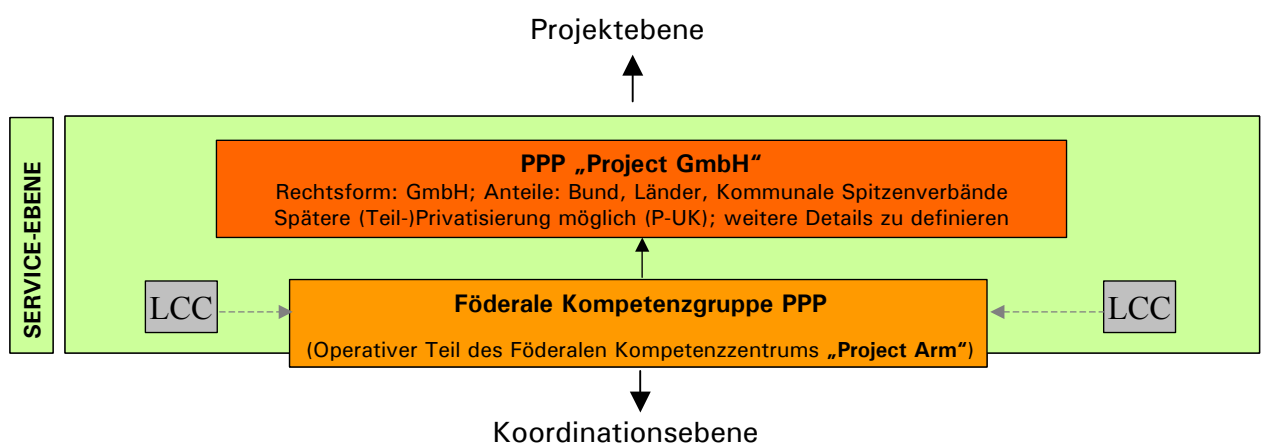 Projektebene
SERVICE-EBENE
PPP „Project GmbH“
Rechtsform: GmbH; Anteile: Bund, Länder, Kommunale Spitzenverbände
Spätere (Teil-)Privatisierung möglich (P-UK); weitere Details zu definieren
LCC
Föderale Kompetenzgruppe PPP
(Operativer Teil des Föderalen Kompetenzzentrums „Project Arm“)
LCC
Koordinationsebene